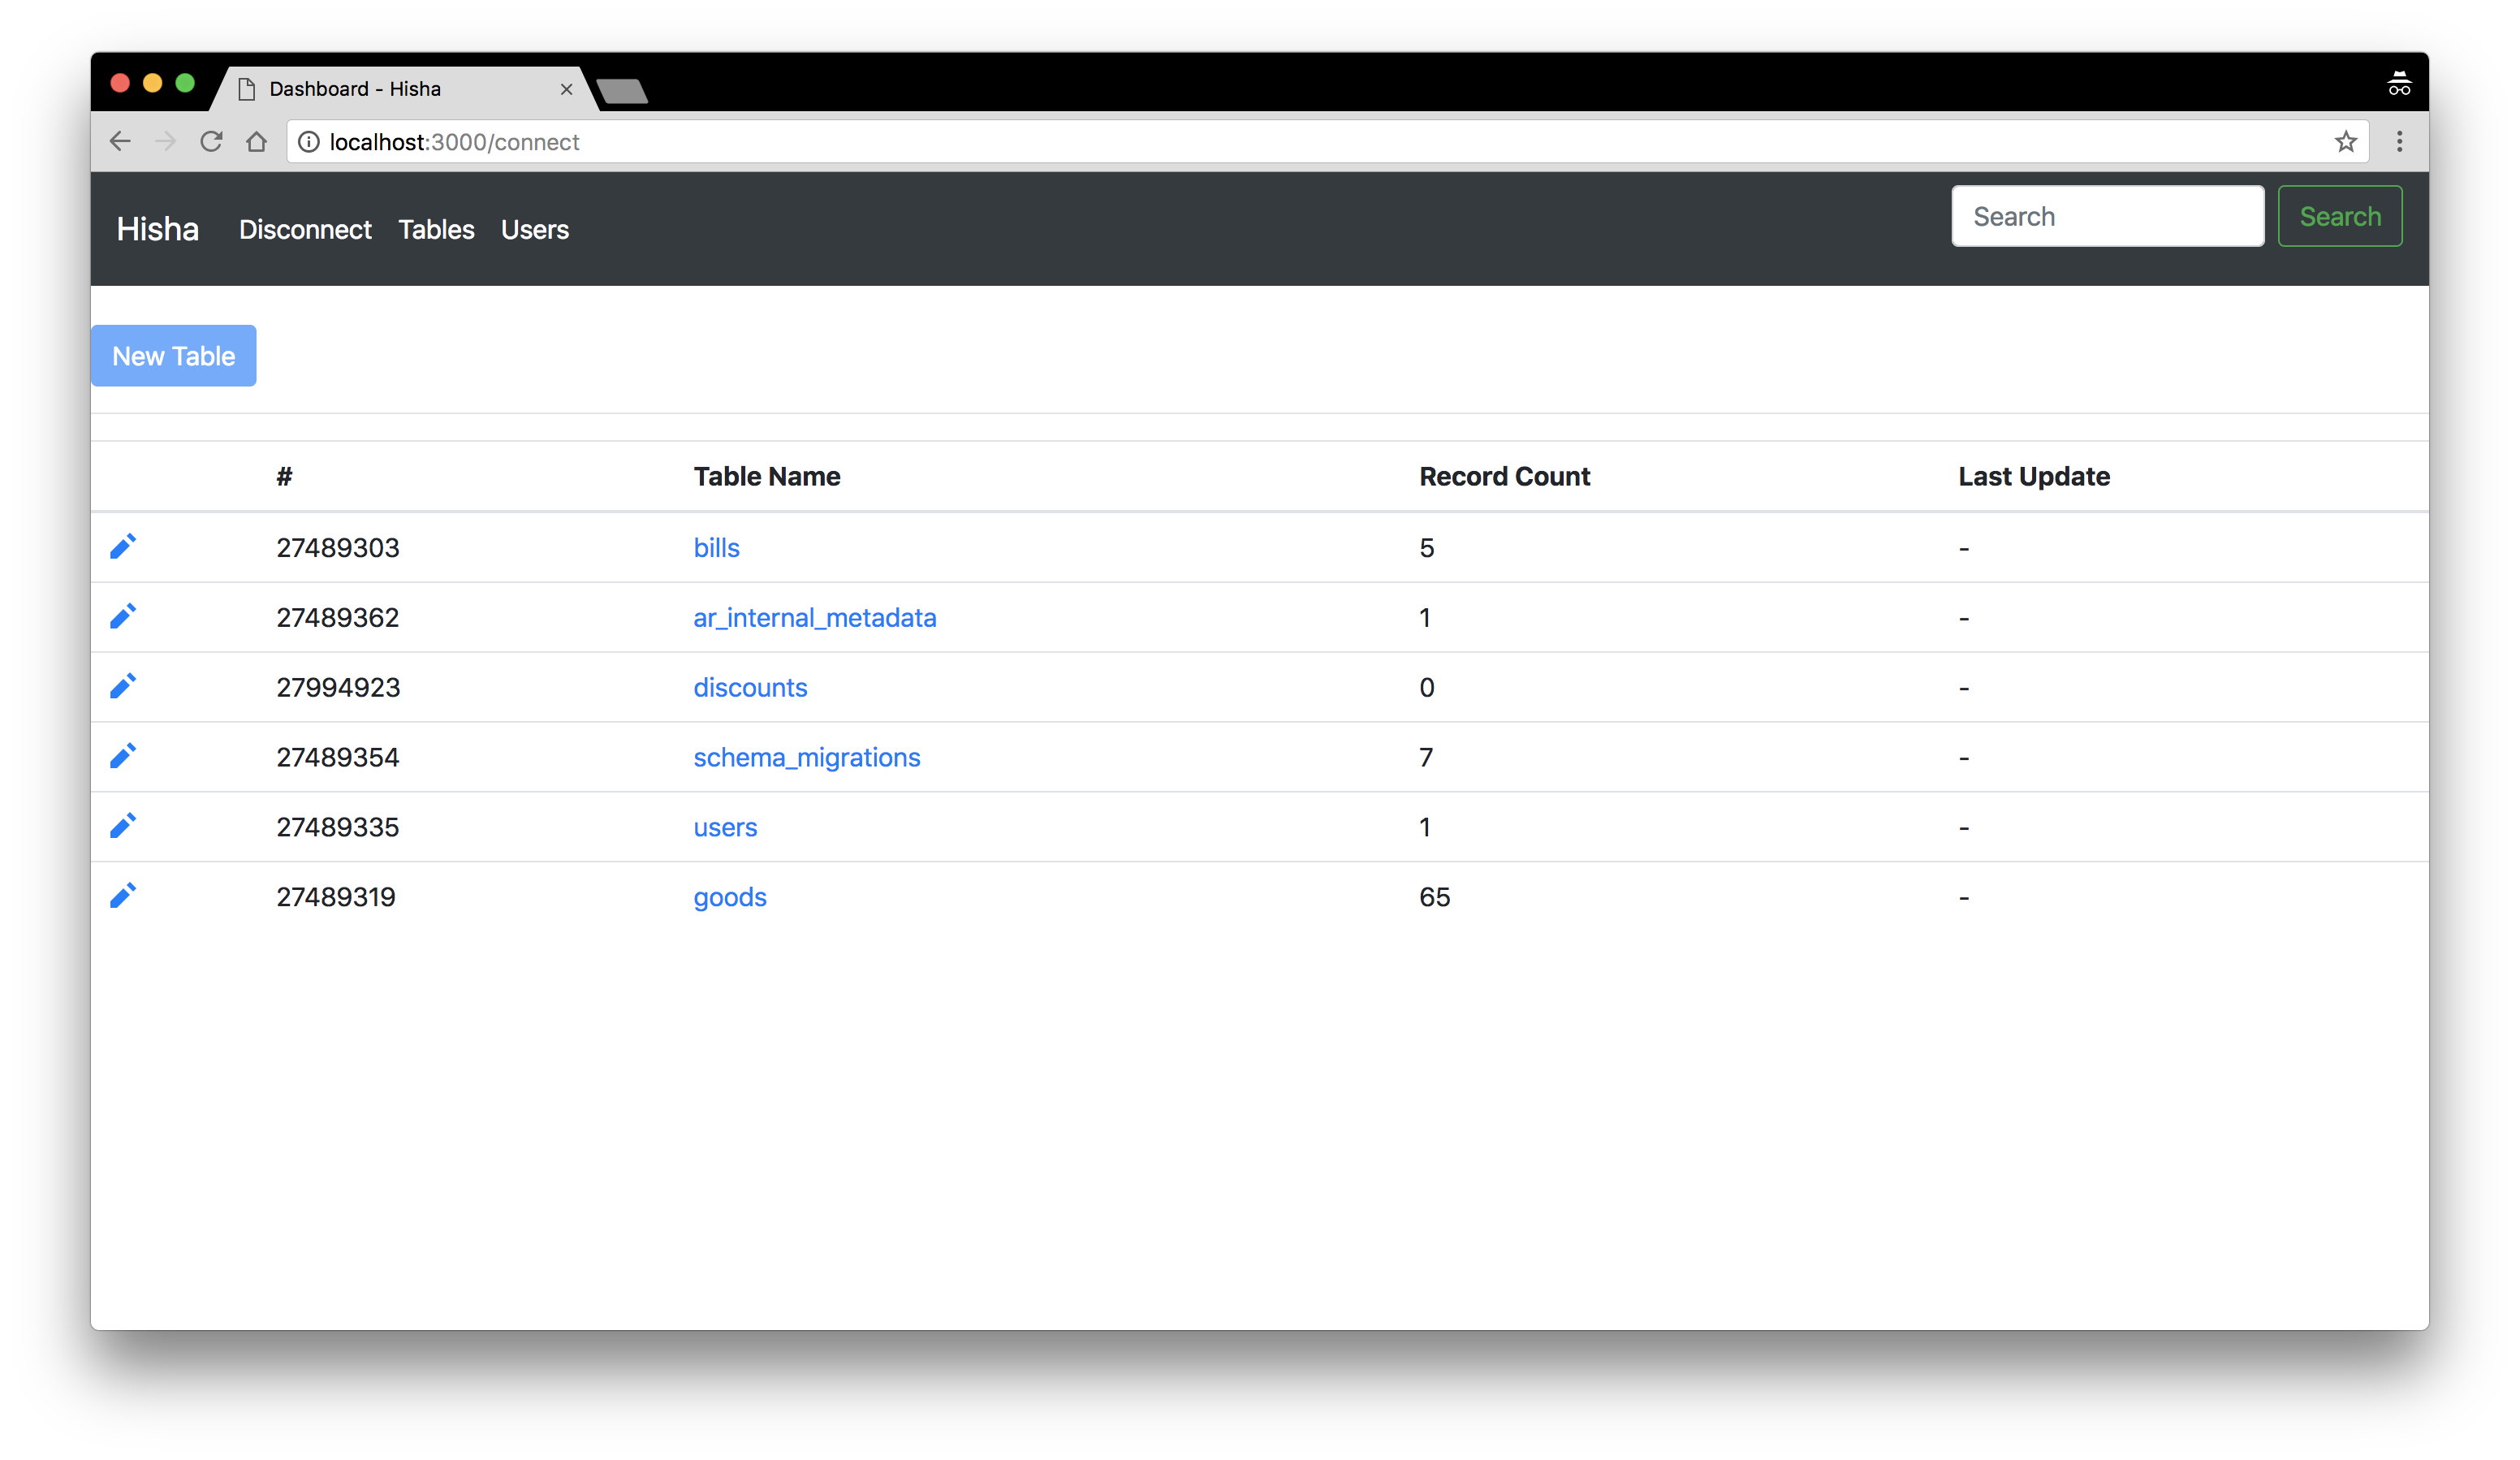 Dashboard - Hisha
localhost:3000/connect
Hisha Disconnect Tables Users Search Search
New Table
# Table Name Record Count Last Update
27489303 bills 5 -
27489362 ar_internal_metadata 1 -
27994923 discounts 0 -
27489354 schema_migrations 7 -
27489335 users 1 -
27489319 goods 65 -